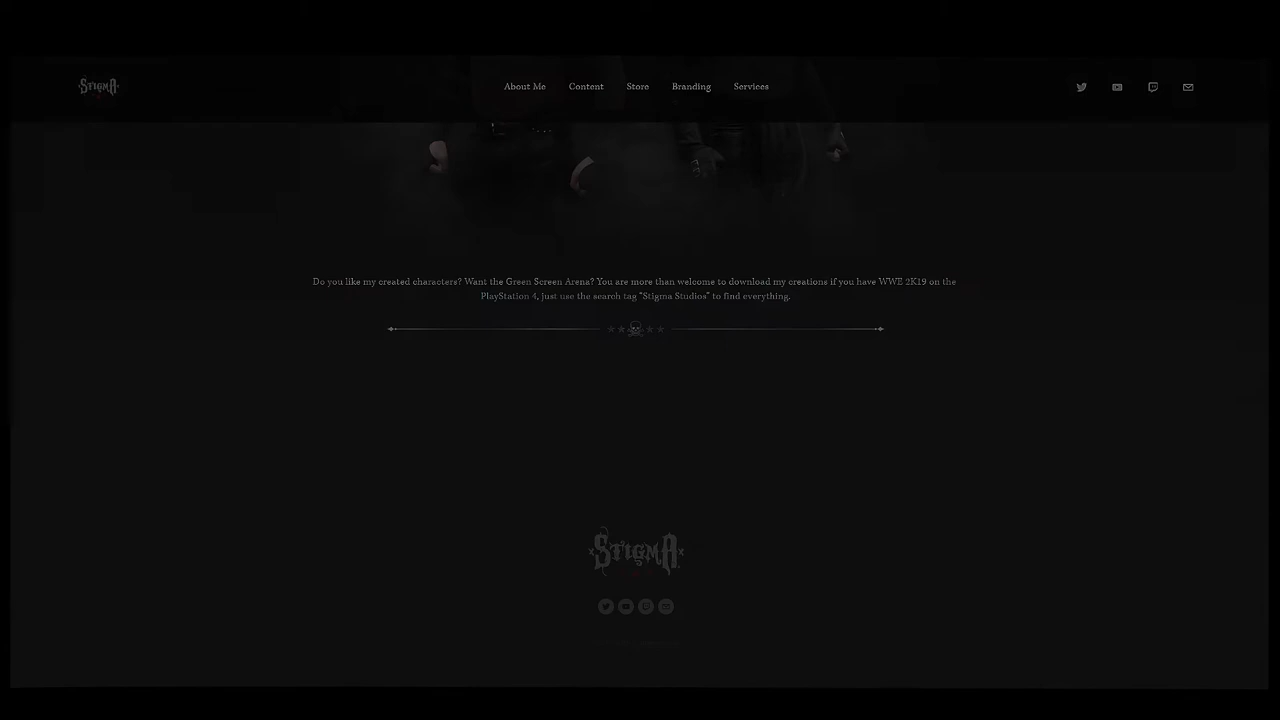 STIGMA
About Me Content Store Branding Services
Do you like my created characters? Want the Green Screen Arena? You are more than welcome to download my creations if you have WWE 2K19 on the
PlayStation 4, just use the search tag "Stigma Studios" to find everything.
STIGMA